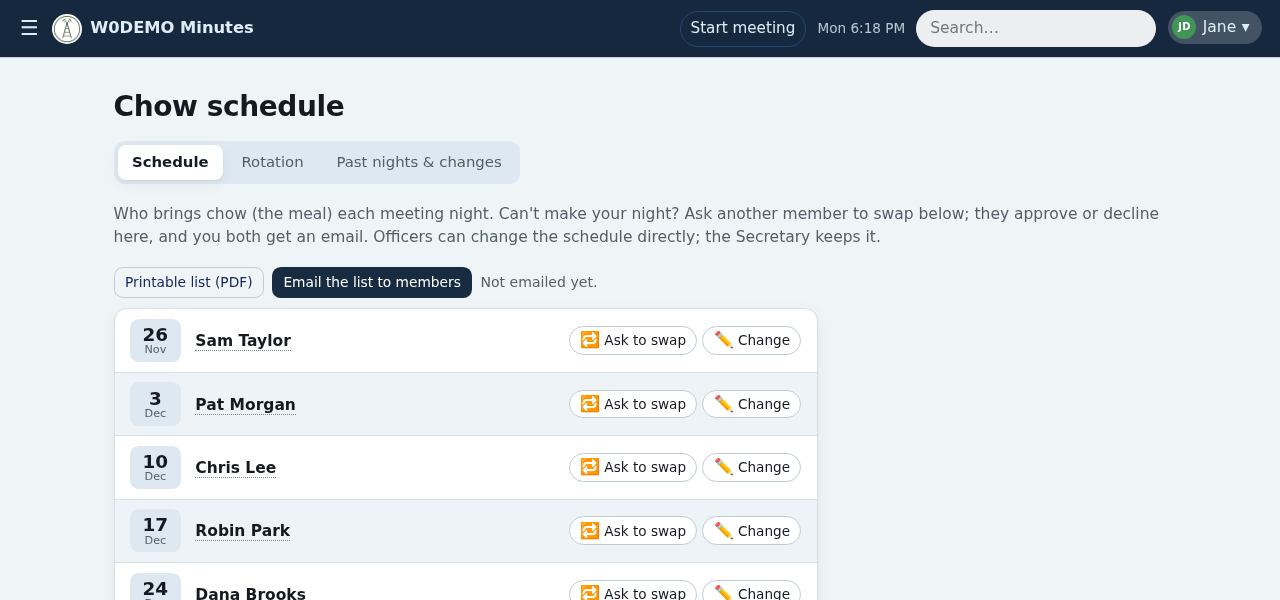 ☰ W0DEMO Minutes Start meeting Mon 6:18 PM Search… JD Jane ▾
Chow schedule
Schedule Rotation Past nights & changes
Who brings chow (the meal) each meeting night. Can't make your night? Ask another member to swap below; they approve or decline
here, and you both get an email. Officers can change the schedule directly; the Secretary keeps it.
Printable list (PDF) Email the list to members Not emailed yet.
26 Nov Sam Taylor 🔁 Ask to swap ✏️ Change
3 Dec Pat Morgan 🔁 Ask to swap ✏️ Change
10 Dec Chris Lee 🔁 Ask to swap ✏️ Change
17 Dec Robin Park 🔁 Ask to swap ✏️ Change
24 Dana Brooks 🔁 Ask to swap ✏️ Change